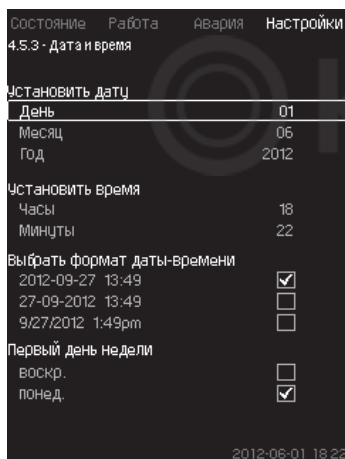 Состояние Работа Авария Настройки
4.5.3 - Дата и время
Установить дату
День 01
Месяц 06
Год 2012
Установить время
Часы 18
Минуты 22
Выбрать формат даты-времени
2012-09-27 13:49
27-09-2012 13:49
9/27/2012 1:49pm
Первый день недели
воскр.
понед.
2012-06-01 18:22